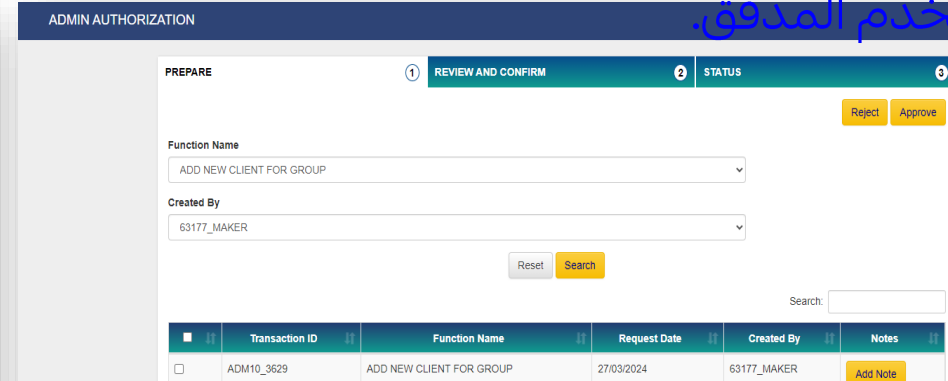 خدم المدقق.
ADMIN AUTHORIZATION
PREPARE 1 REVIEW AND CONFIRM 2 STATUS 3
Reject Approve
Function Name
ADD NEW CLIENT FOR GROUP
Created By
63177_MAKER
Reset Search
Search:
Transaction ID Function Name Request Date Created By Notes
ADM10_3629 ADD NEW CLIENT FOR GROUP 27/03/2024 63177_MAKER Add Note